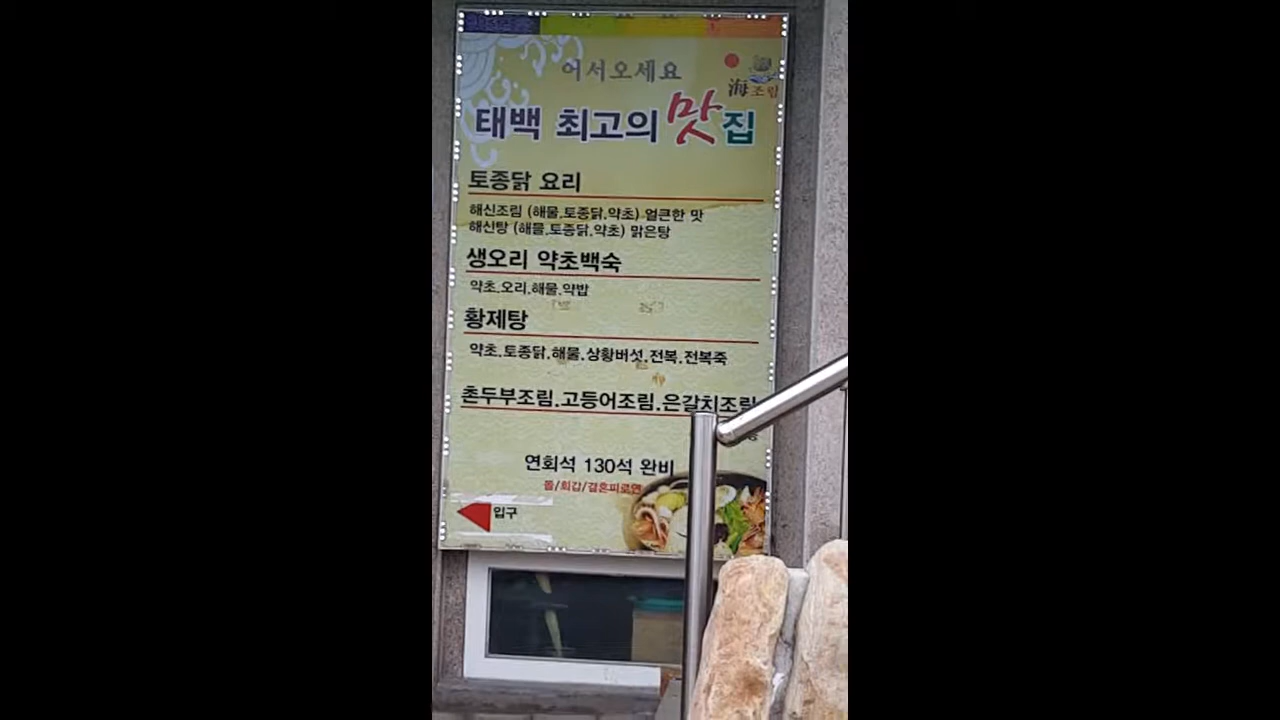 어서오세요
海조림
태백 최고의 맛집
토종닭 요리
해신조림 (해물,토종닭,약초) 얼큰한 맛
해신탕 (해물,토종닭,약초) 맑은탕
생오리 약초백숙
약초.오리.해물.약밥
황제탕
약초.토종닭.해물.상황버섯.전복.전복죽
촌두부조림.고등어조림.은갈치조림
연회석 130석 완비
돌/회갑/결혼피로연
입구